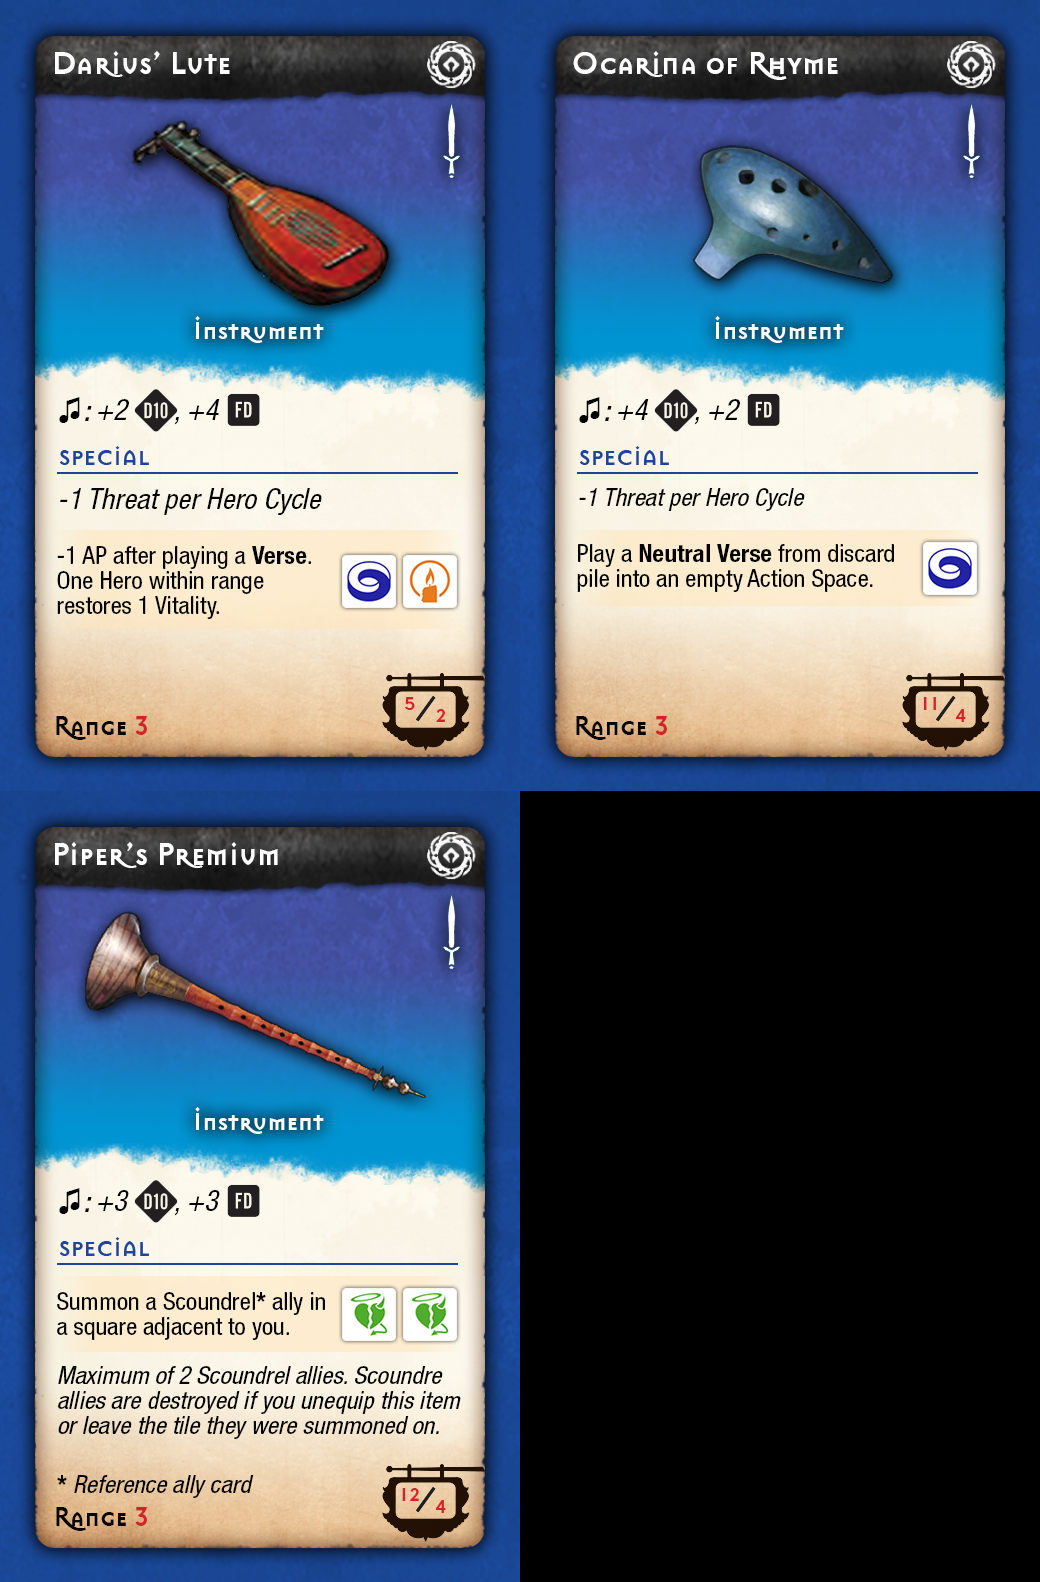 Darius' Lute
Instrument
♫: +2 D10, +4 FD
SPECIAL
-1 Threat per Hero Cycle
-1 AP after playing a Verse.
One Hero within range
restores 1 Vitality.
Range 3
5/2
Ocarina of Rhyme
Instrument
♫: +4 D10, +2 FD
SPECIAL
-1 Threat per Hero Cycle
Play a Neutral Verse from discard
pile into an empty Action Space.
Range 3
11/4
Piper's Premium
Instrument
♫: +3 D10, +3 FD
SPECIAL
Summon a Scoundrel* ally in
a square adjacent to you.
Maximum of 2 Scoundrel allies. Scoundre
allies are destroyed if you unequip this item
or leave the tile they were summoned on.
* Reference ally card
Range 3
12/4